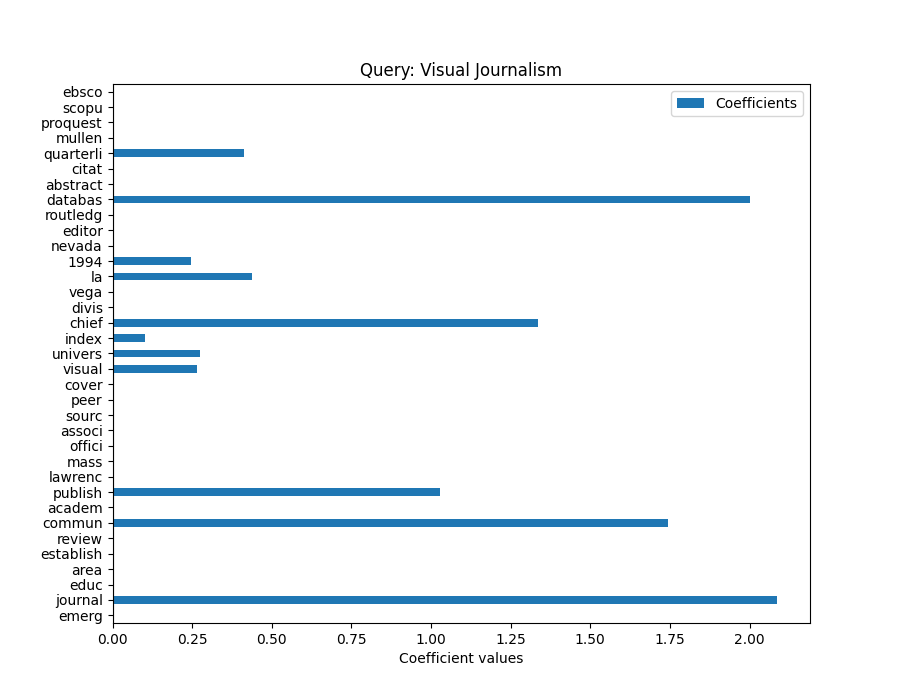 Query: Visual Journalism
Coefficients
ebsco
scopu
proquest
mullen
quarterli
citat
abstract
databas
routledg
editor
nevada
1994
la
vega
divis
chief
index
univers
visual
cover
peer
sourc
associ
offici
mass
lawrenc
publish
academ
commun
review
establish
area
educ
journal
emerg
0.00 0.25 0.50 0.75 1.00 1.25 1.50 1.75 2.00
Coefficient values